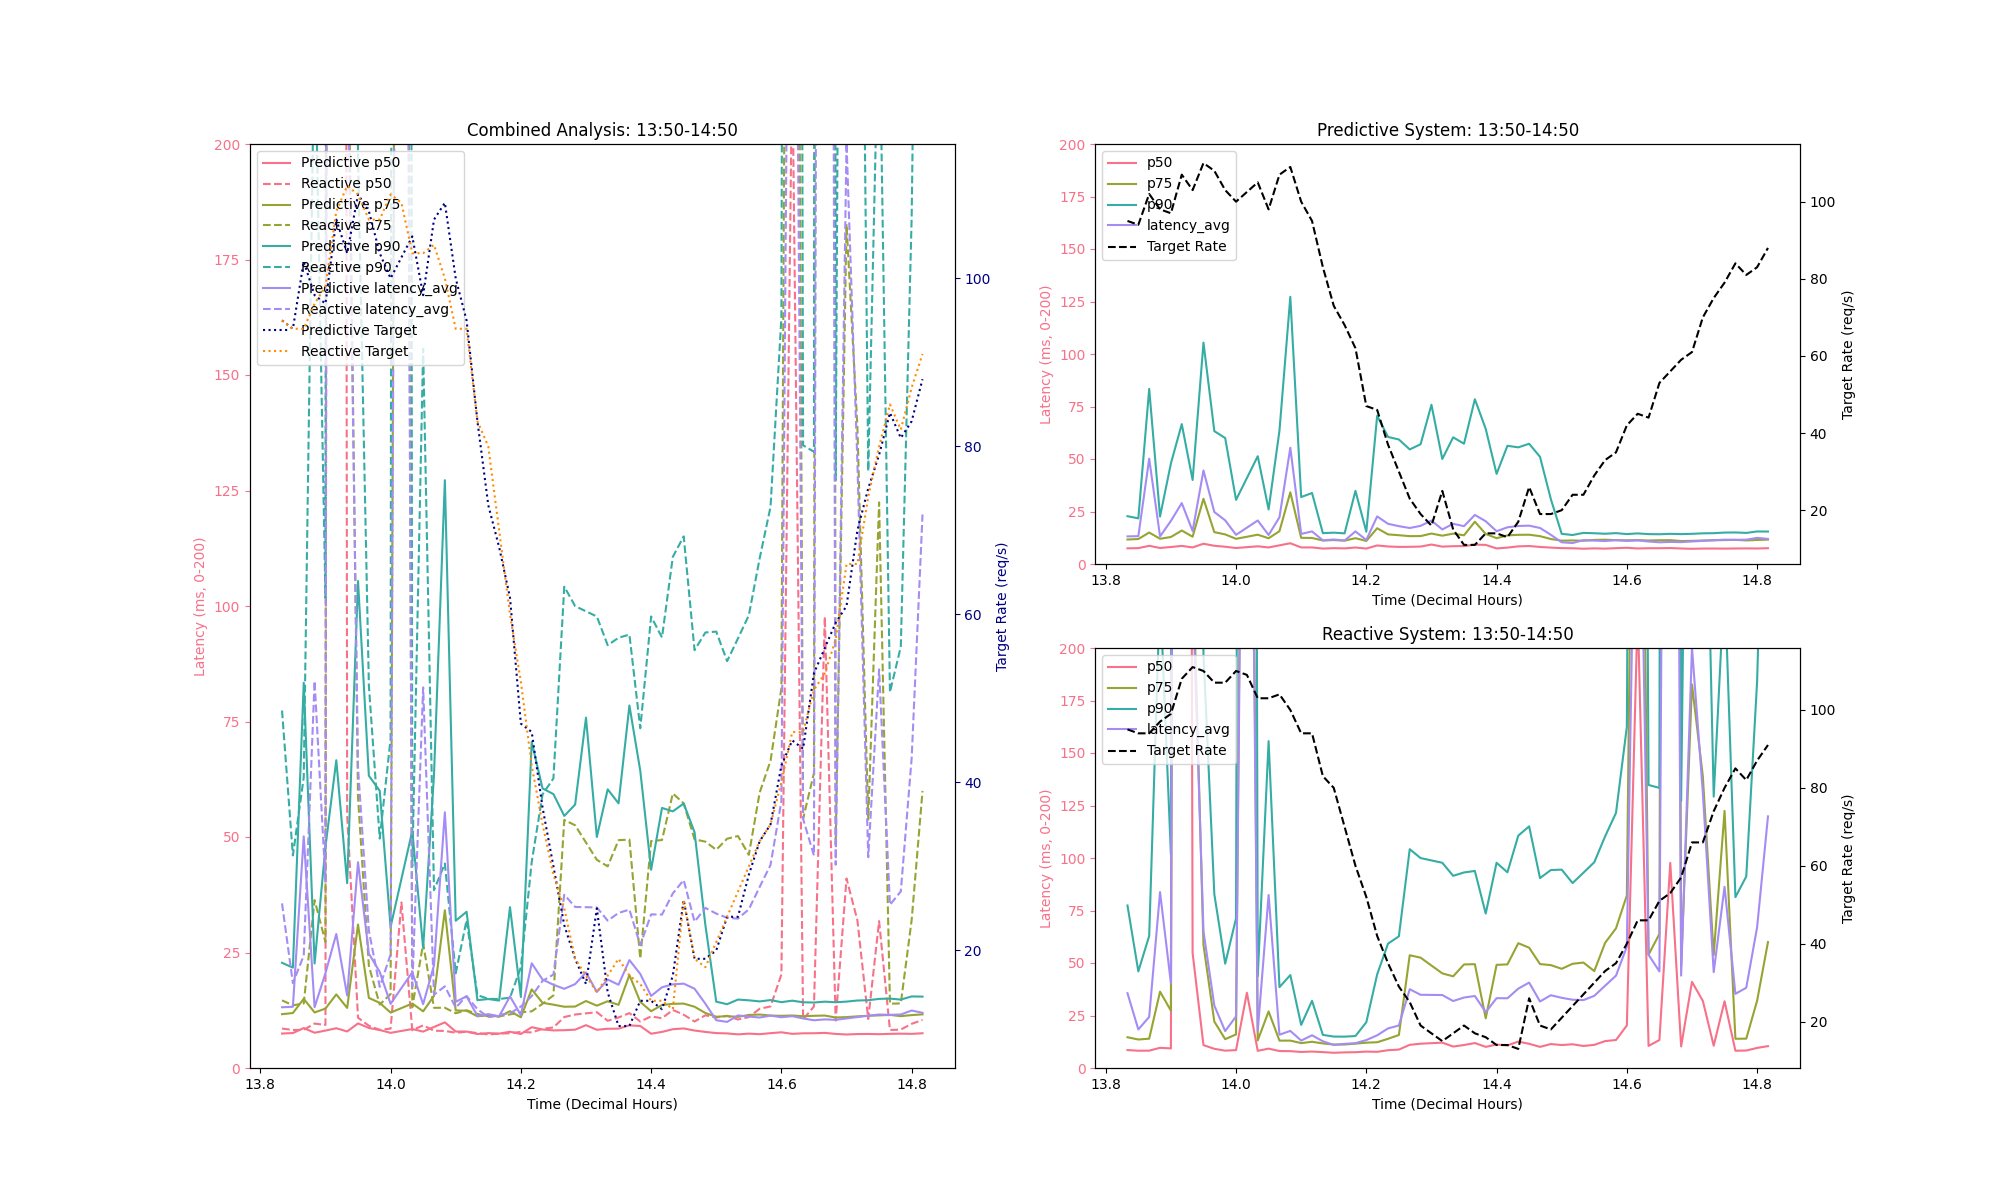 Combined Analysis: 13:50-14:50
200
175
150
125
100
75
50
25
0
Latency (ms, 0-200)
Predictive p50
Reactive p50
Predictive p75
Reactive p75
Predictive p90
Reactive p90
Predictive latency_avg
Reactive latency_avg
Predictive Target
Reactive Target
100
80
60
40
20
Target Rate (req/s)
13.8 14.0 14.2 14.4 14.6 14.8
Time (Decimal Hours)
Predictive System: 13:50-14:50
200
175
150
125
100
75
50
25
0
Latency (ms, 0-200)
p50
p75
p90
latency_avg
Target Rate
100
80
60
40
20
Target Rate (req/s)
13.8 14.0 14.2 14.4 14.6 14.8
Time (Decimal Hours)
Reactive System: 13:50-14:50
200
175
150
125
100
75
50
25
0
Latency (ms, 0-200)
p50
p75
p90
latency_avg
Target Rate
100
80
60
40
20
Target Rate (req/s)
13.8 14.0 14.2 14.4 14.6 14.8
Time (Decimal Hours)